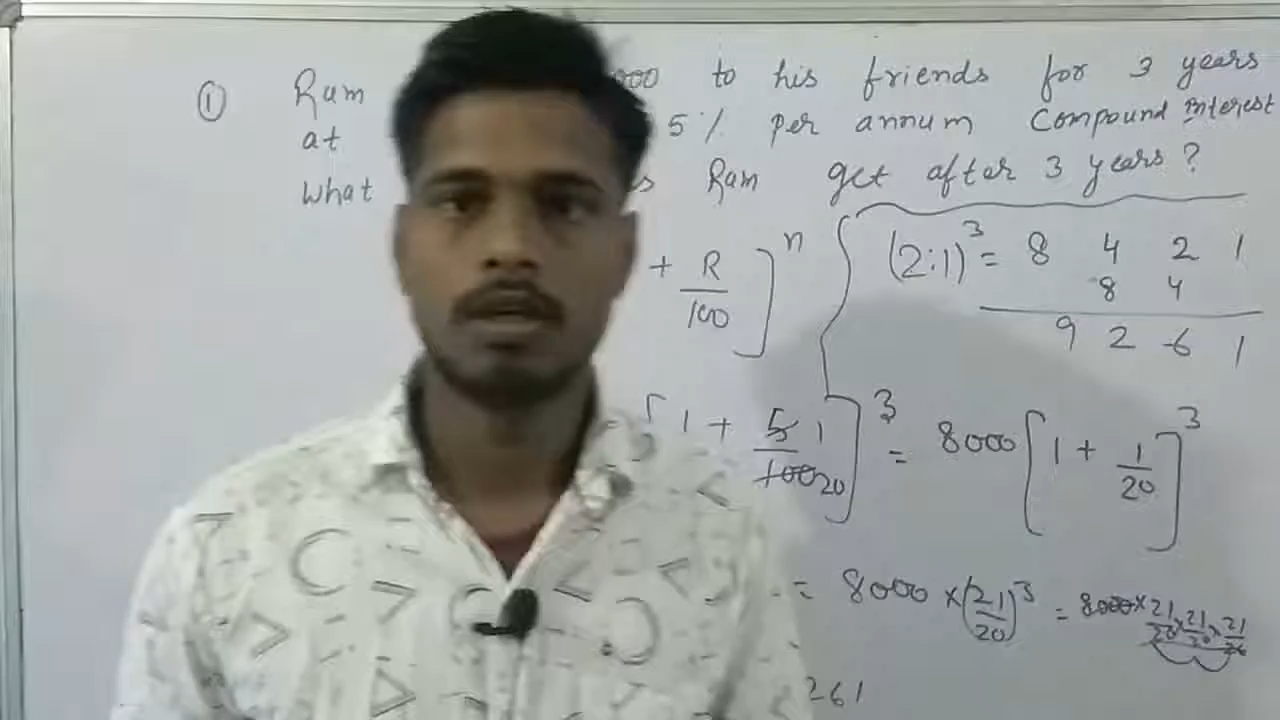 ① Ram 000 to his friends for 3 years
at 5% per annum Compound interest
What Ram get after 3 years?
+ R/100 ]ⁿ
(2:1)³ = 8 4 2 1
8 4
9 2 6 1
[ 1 + 5 1 / 100 20 ]³ = 8000 [ 1 + 1/20 ]³
= 8000 × (21/20)³ = 8000 × 21/20 × 21/20 × 21/20
261